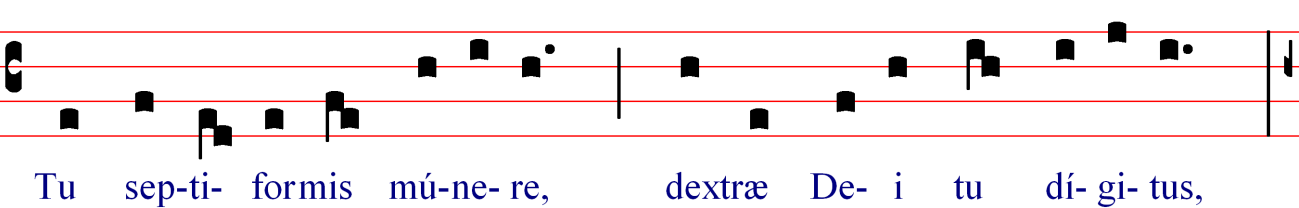 Tu sep-ti- formis mú-ne- re, dextræ De- i tu dí- gi- tus,